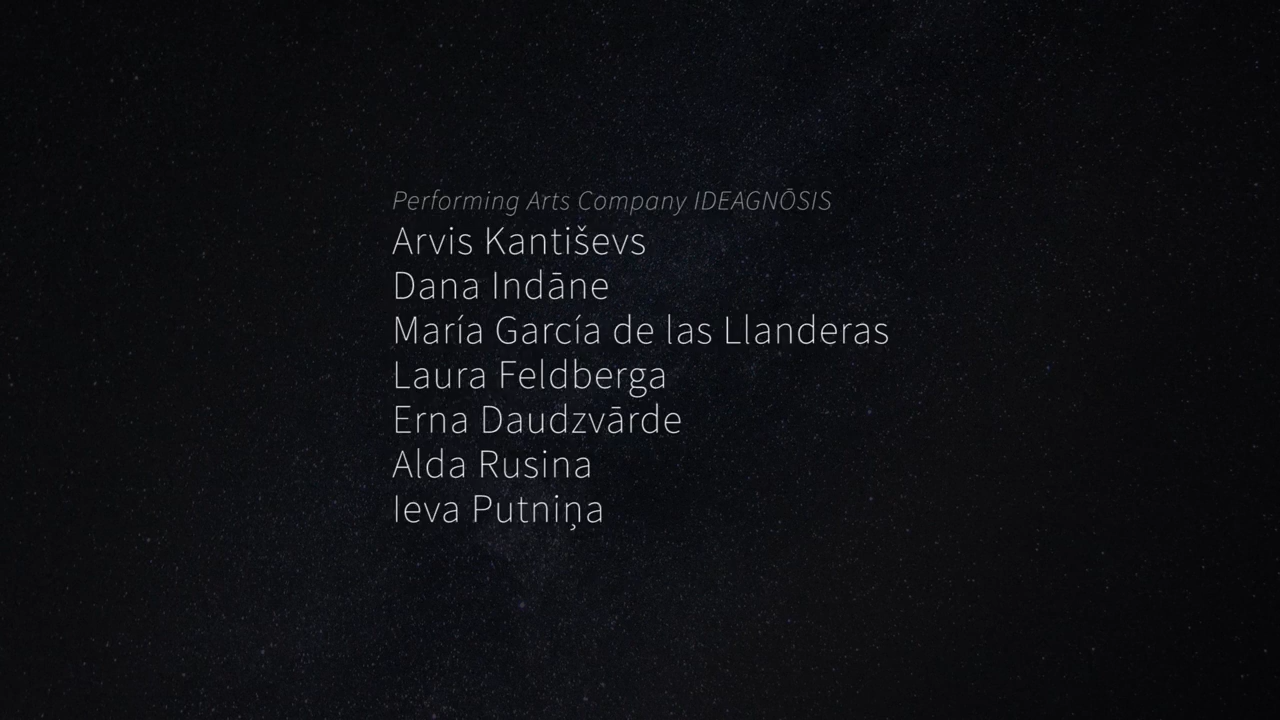 Performing Arts Company IDEAGNŌSIS
Arvis Kantiševs
Dana Indāne
María García de las Llanderas
Laura Feldberga
Erna Daudzvārde
Alda Rusina
Ieva Putniņa